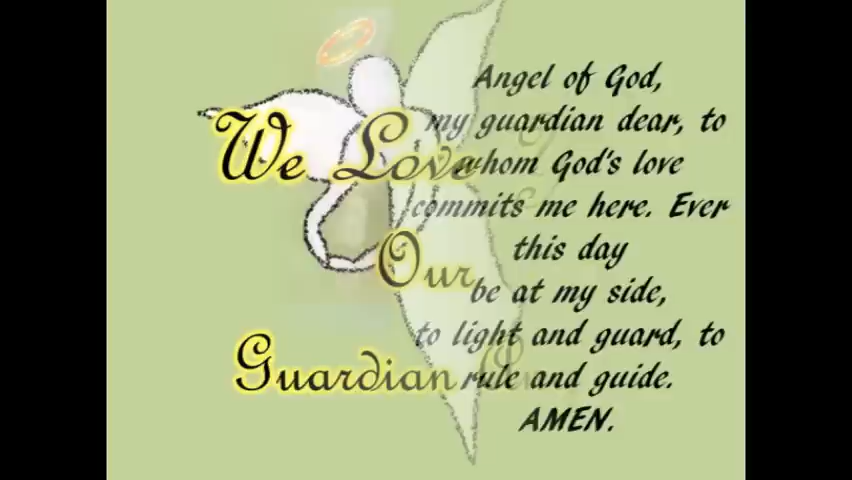 We Love
Our
Guardian
Angel of God,
my guardian dear, to
whom God's love
commits me here. Ever
this day
be at my side,
to light and guard, to
rule and guide.
AMEN.